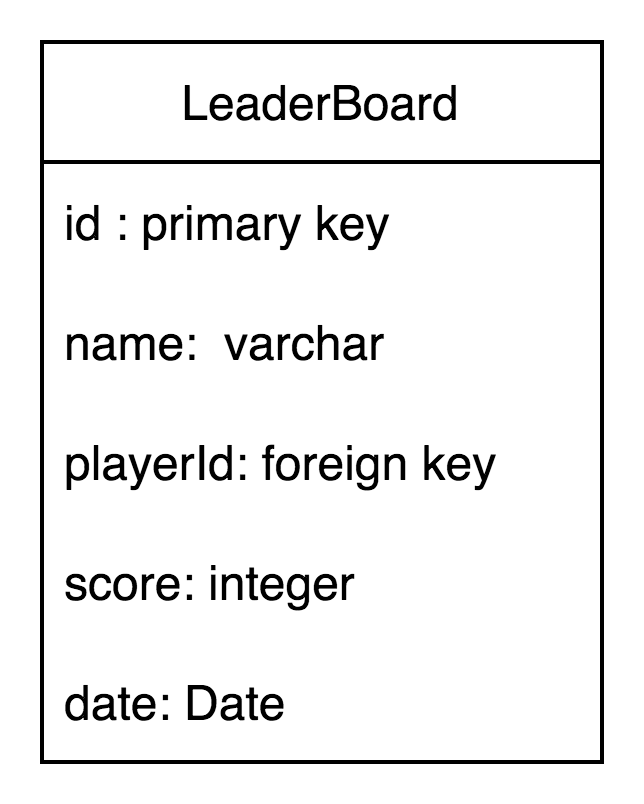 LeaderBoard
id : primary key
name:  varchar
playerId: foreign key
score: integer
date: Date